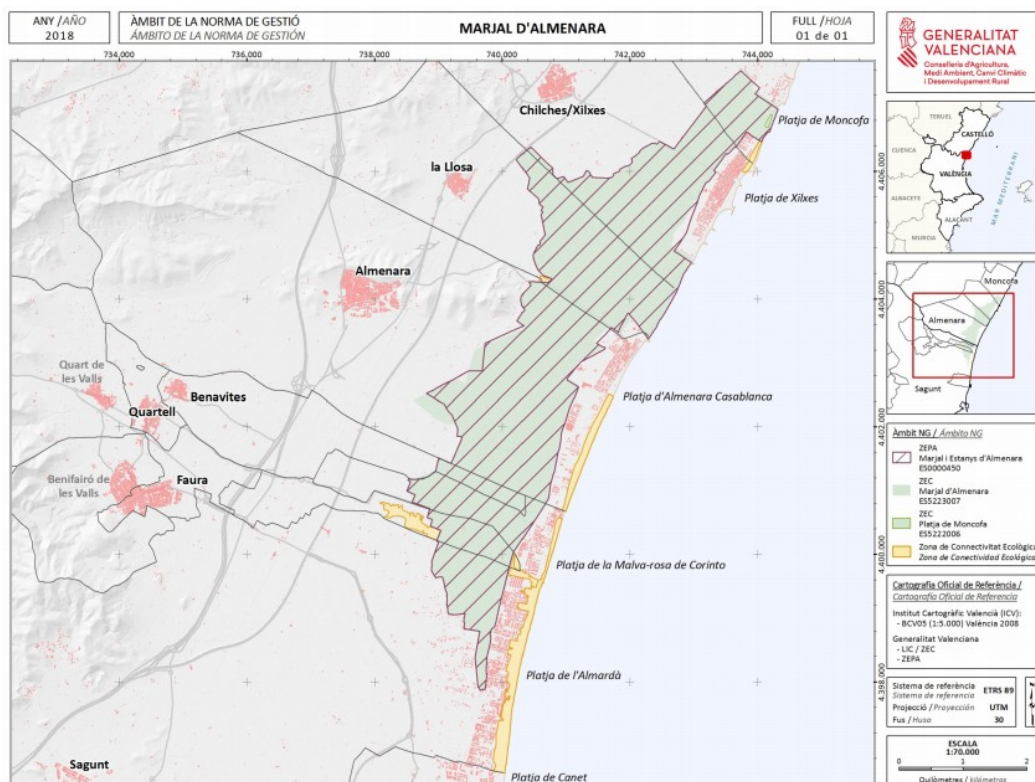 ANY /AÑO
2018
ÀMBIT DE LA NORMA DE GESTIÓ
ÁMBITO DE LA NORMA DE GESTIÓN
MARJAL D'ALMENARA
FULL /HOJA
01 de 01
734.000
736.000
738.000
740.000
742.000
744.000
Chilches/Xilxes
Platja de Moncofa
la Llosa
4.406.000
Platja de Xilxes
Almenara
4.404.000
Quart de
les Valls
Benavites
Quartell
Platja d'Almenara Casablanca
4.402.000
Benifairó de
les Valls
Faura
4.400.000
Platja de la Malva-rosa de Corinto
Platja de l'Almardà
4.398.000
Sagunt
Platja de Canet
GENERALITAT
VALENCIANA
Conselleria d'Agricultura,
Medi Ambient, Canvi Climàtic
i Desenvolupament Rural
TERUEL
CASTELLÓ
CUENCA
VALÈNCIA
MAR MEDITERRANI
ALBACETE
ALACANT
MURCIA
Moncofa
Almenara
Sagunt
Àmbit NG / Ámbito NG
ZEPA
Marjal i Estanys d'Almenara
ES0000450
ZEC
Marjal d'Almenara
ES5223007
ZEC
Platja de Moncofa
ES5222006
Zona de Connectivitat Ecològica
Zona de Conectividad Ecológica
Cartografia Oficial de Referència /
Cartografía Oficial de Referencia
Institut Cartogràfic Valencià (ICV):
- BCV05 (1:5.000) València 2008
Generalitat Valenciana
- LIC / ZEC
- ZEPA
Sistema de referència
Sistema de referencia
ETRS 89
Projecció / Proyección UTM
Fus / Huso 30
ESCALA
1:70.000
0 1 2
Quilòmetres / kilómetros